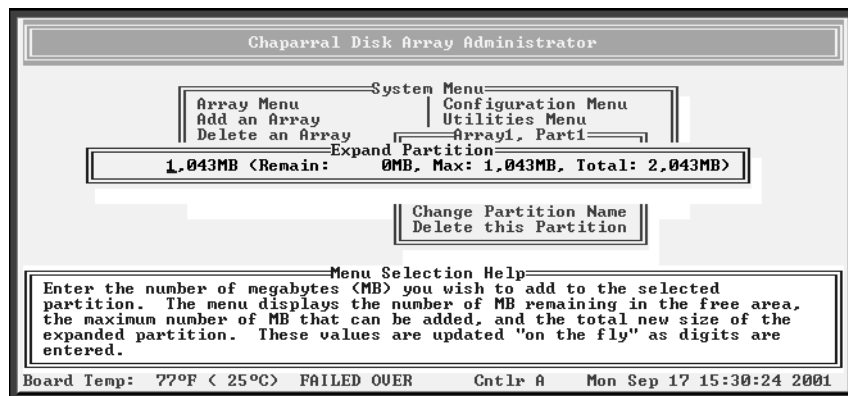 Chaparral Disk Array Administrator
System Menu
Array Menu Configuration Menu
Add an Array Utilities Menu
Delete an Array Array1, Part1
Expand Partition
1,043MB (Remain: 0MB, Max: 1,043MB, Total: 2,043MB)
Change Partition Name
Delete this Partition
Menu Selection Help
Enter the number of megabytes (MB) you wish to add to the selected
partition. The menu displays the number of MB remaining in the free area,
the maximum number of MB that can be added, and the total new size of the
expanded partition. These values are updated "on the fly" as digits are
entered.
Board Temp: 77ºF ( 25ºC) FAILED OVER Cntlr A Mon Sep 17 15:30:24 2001